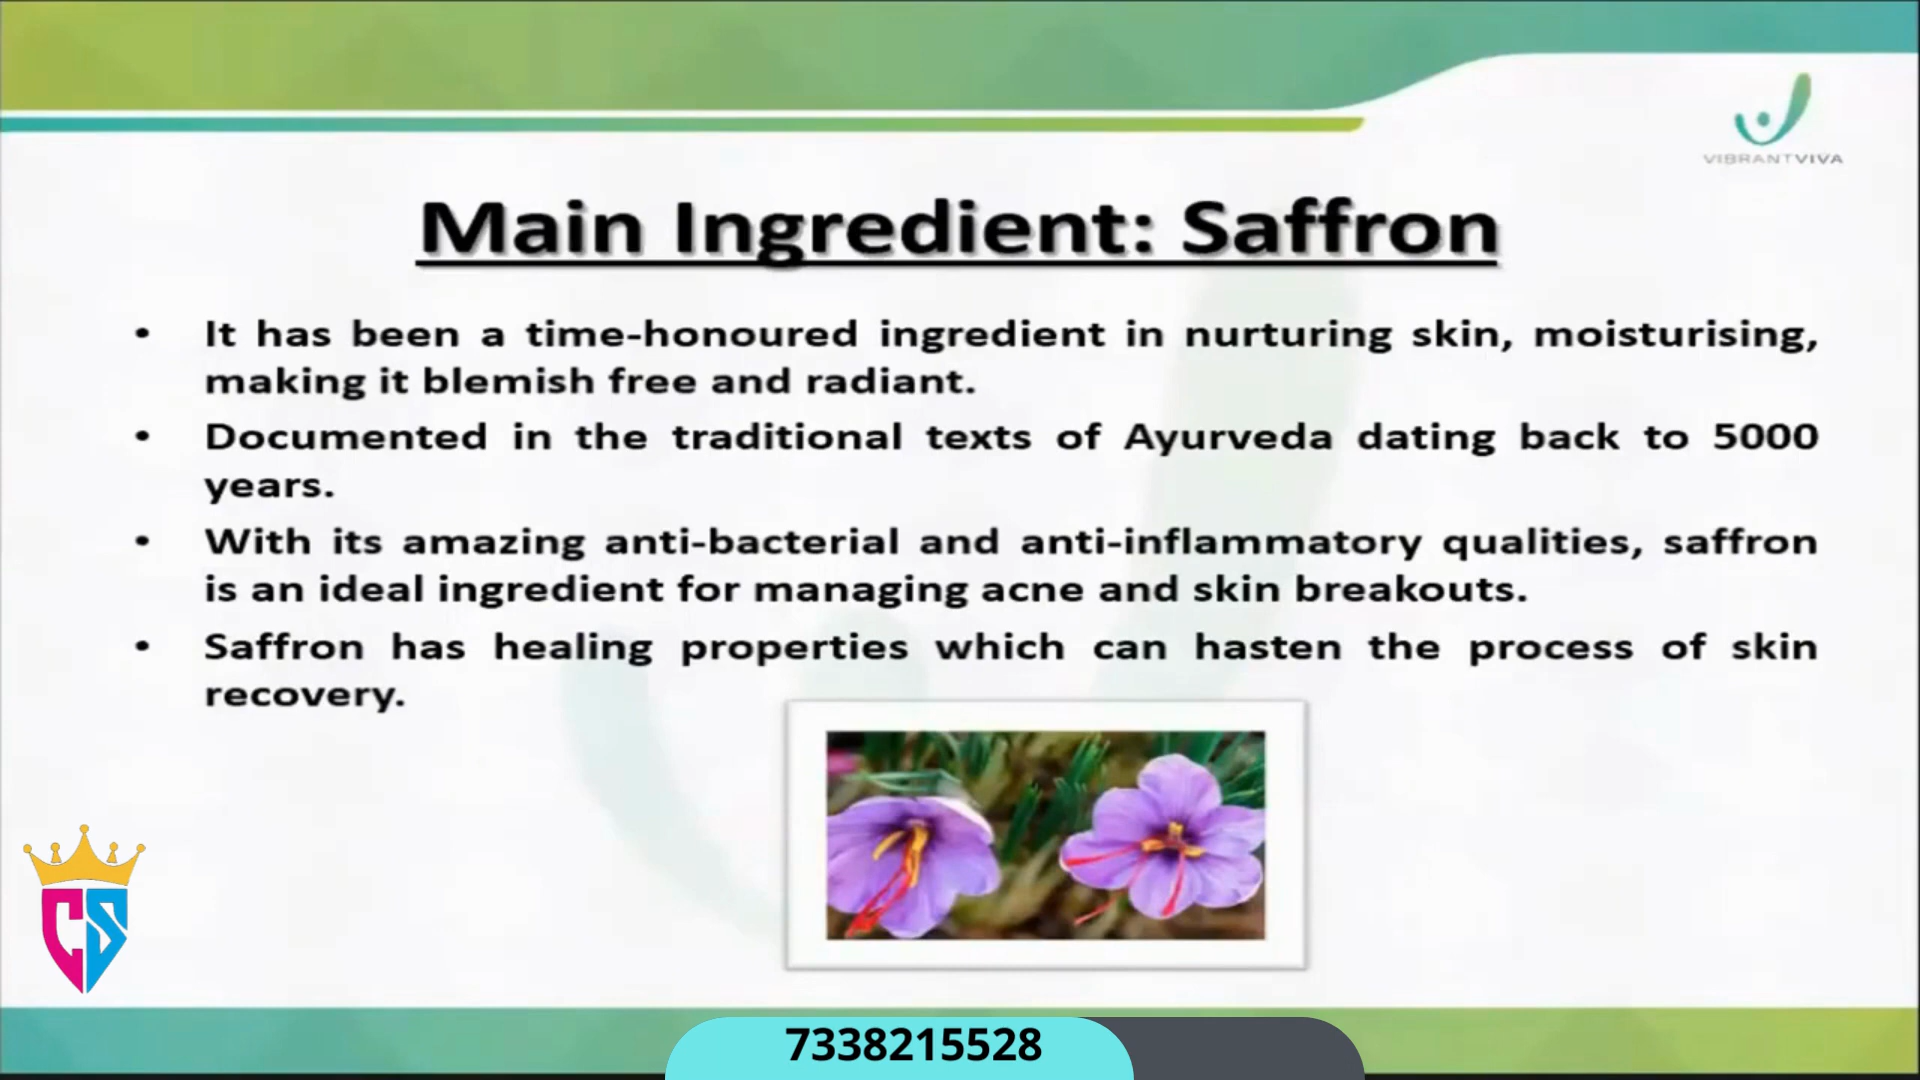 VIBRANTVIVA
Main Ingredient: Saffron
• It has been a time-honoured ingredient in nurturing skin, moisturising,
making it blemish free and radiant.
• Documented in the traditional texts of Ayurveda dating back to 5000
years.
• With its amazing anti-bacterial and anti-inflammatory qualities, saffron
is an ideal ingredient for managing acne and skin breakouts.
• Saffron has healing properties which can hasten the process of skin
recovery.
CS
7338215528